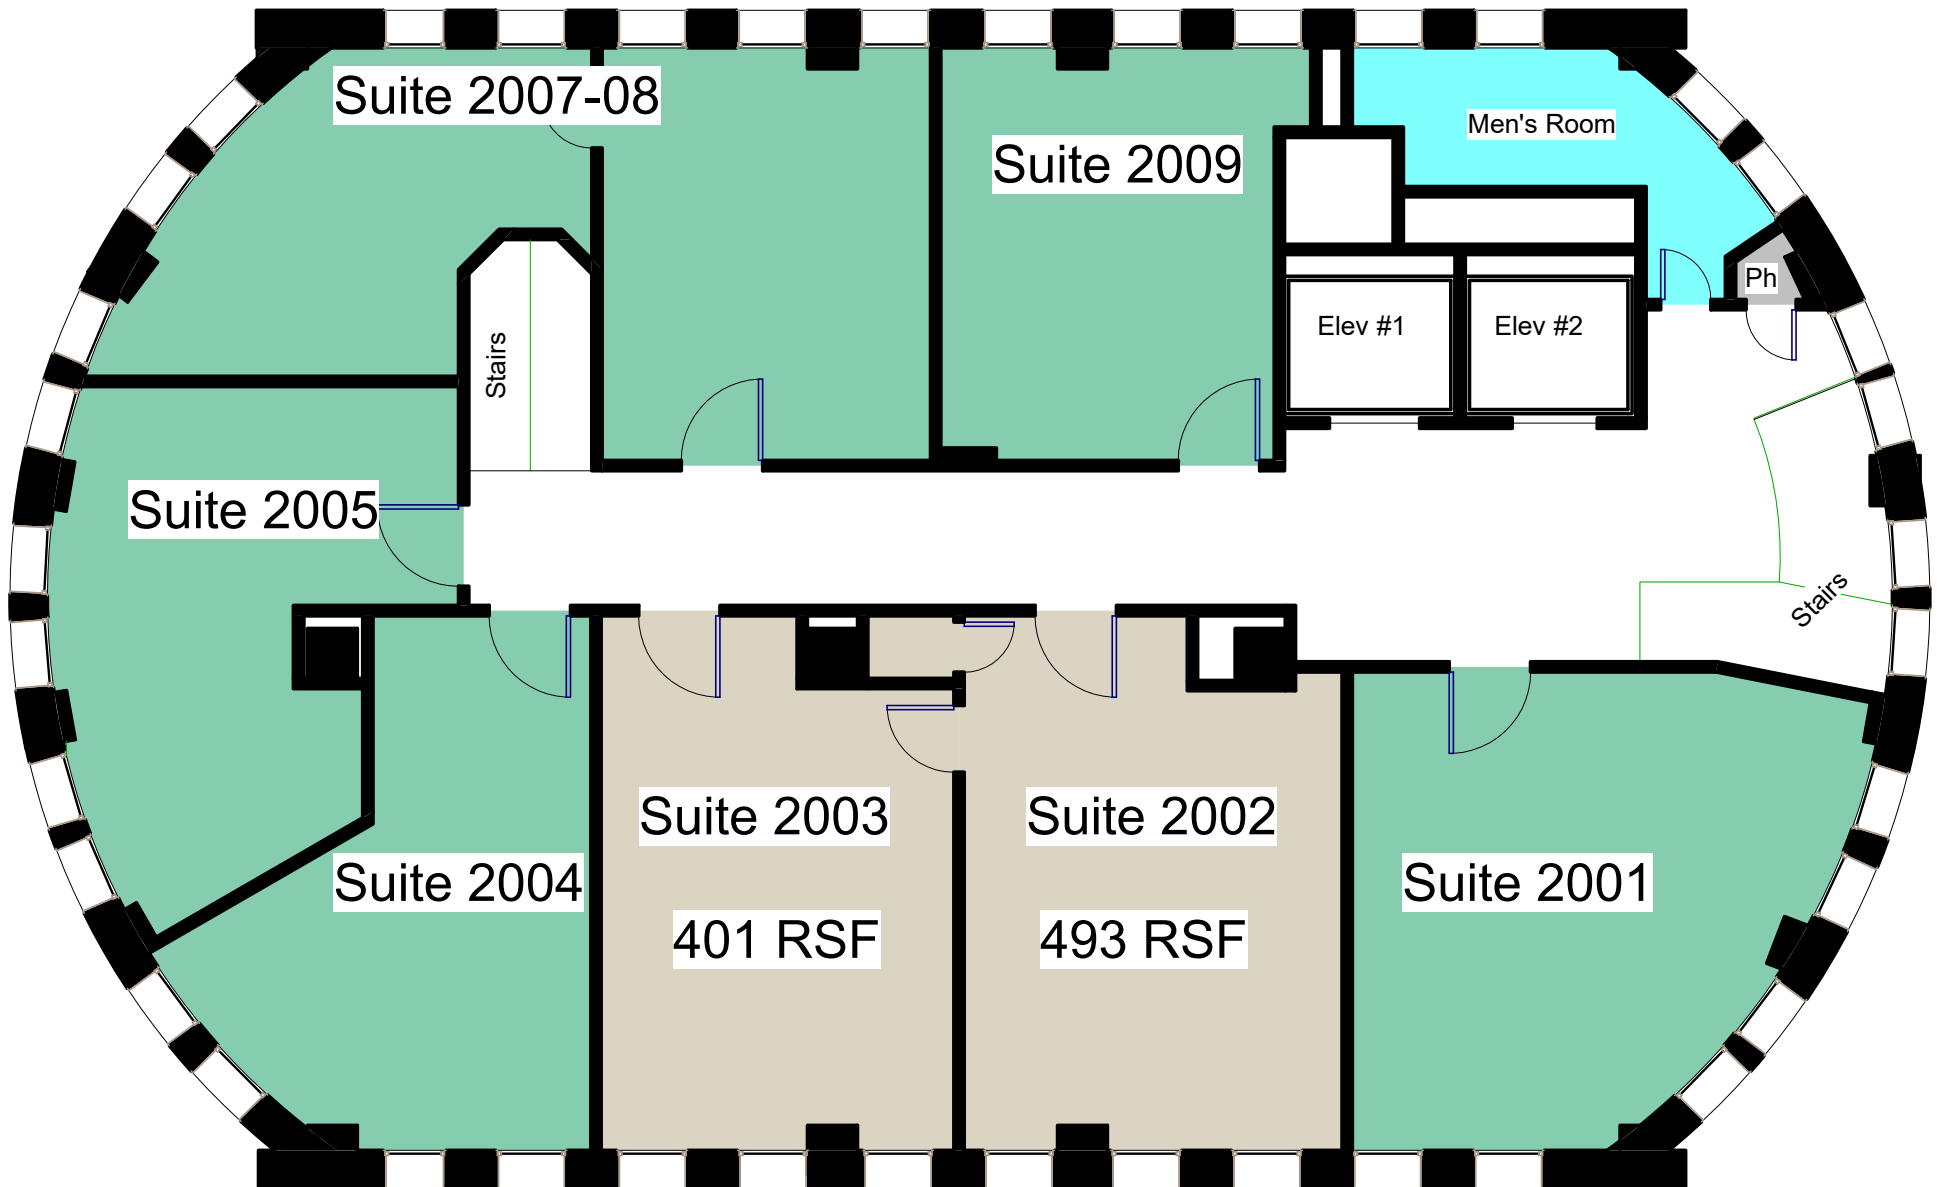 Suite 2007-08
Men's Room
Suite 2009
Ph
Elev #1
Elev #2
Stairs
Suite 2005
Stairs
Suite 2003
Suite 2002
Suite 2004
Suite 2001
401 RSF
493 RSF